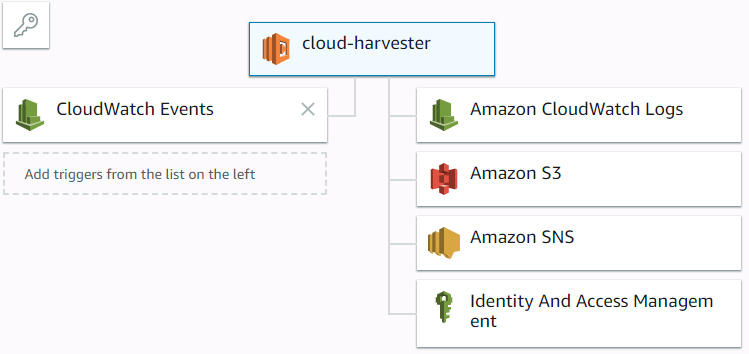 cloud-harvester
CloudWatch Events
Add triggers from the list on the left
Amazon CloudWatch Logs
Amazon S3
Amazon SNS
Identity And Access Managem
ent